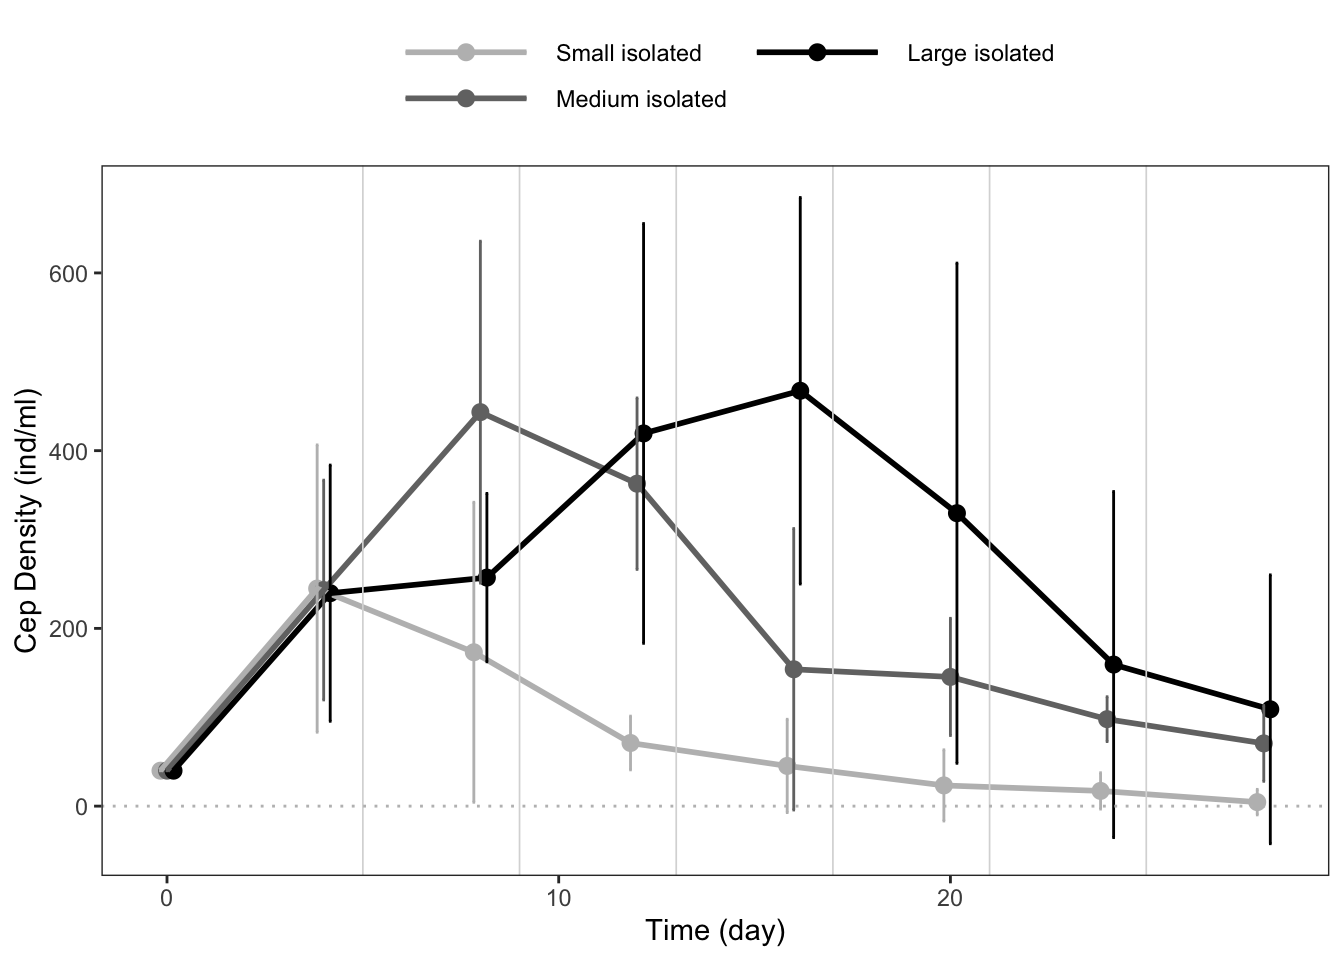 Small isolated
Large isolated
Medium isolated
Cep Density (ind/ml)
600
400
200
0
0
10
20
Time (day)